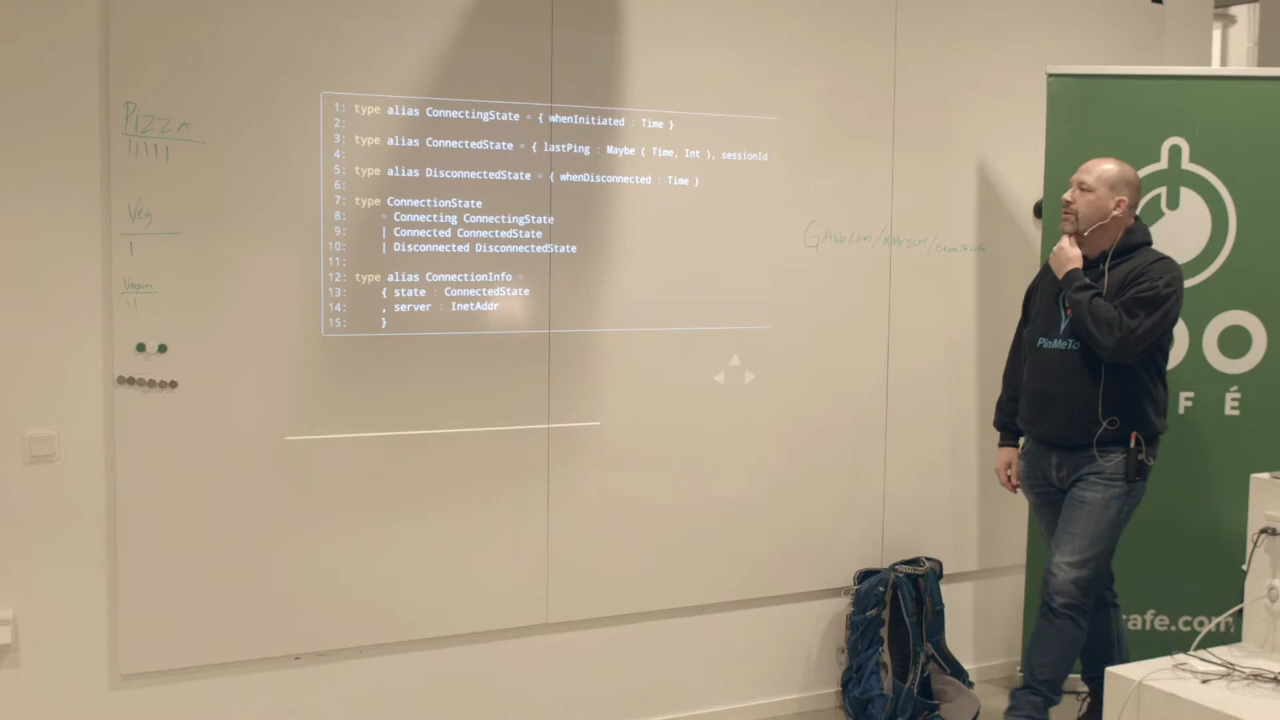 Pizza
Veg
1: type alias ConnectingState = { whenInitiated : Time }
2:
3: type alias ConnectedState = { lastPing : Maybe ( Time, Int ), sessionId
4:
5: type alias DisconnectedState = { whenDisconnected : Time }
6:
7: type ConnectionState
8: = Connecting ConnectingState
9: | Connected ConnectedState
10: | Disconnected DisconnectedState
11:
12: type alias ConnectionInfo =
13: { state : ConnectedState
14: , server : InetAddr
15: }
PinMeTo
FÉ
afe.com